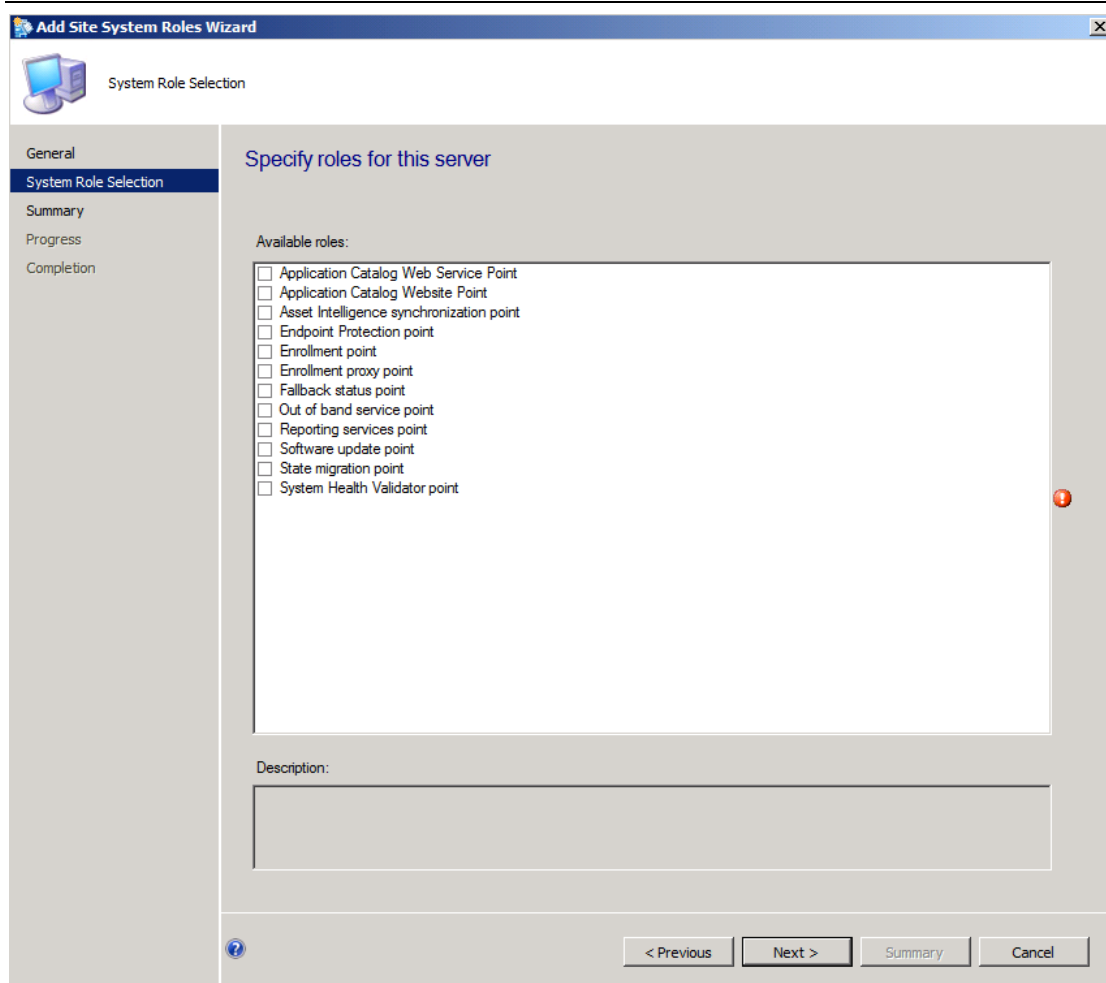 Add Site System Roles Wizard
System Role Selection
General
System Role Selection
Summary
Progress
Completion
Specify roles for this server
Available roles:
Application Catalog Web Service Point
Application Catalog Website Point
Asset Intelligence synchronization point
Endpoint Protection point
Enrollment point
Enrollment proxy point
Fallback status point
Out of band service point
Reporting services point
Software update point
State migration point
System Health Validator point
Description:
< Previous
Next >
Summary
Cancel